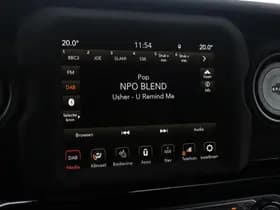 20.0° 11:54 20.0°
BBC3 JOE SLAM 538
FM
DAB
Pop
NPO BLEND
Usher - U Remind Me
Browsen Audio
DAB
Media Klimaat Bediening Apps Nav Telefoon Instellingen